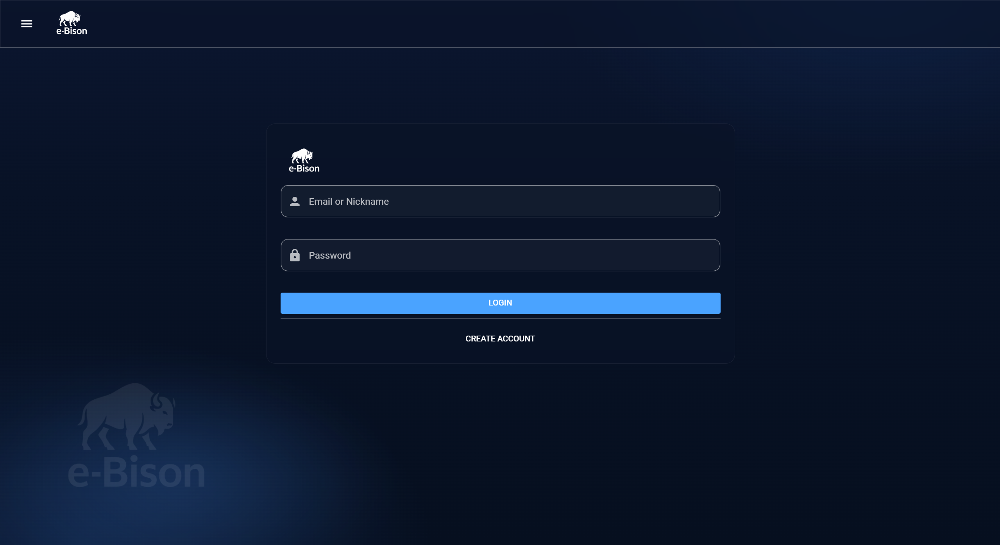 e-Bison
e-Bison
Email or Nickname
Password
LOGIN
CREATE ACCOUNT
e-Bison